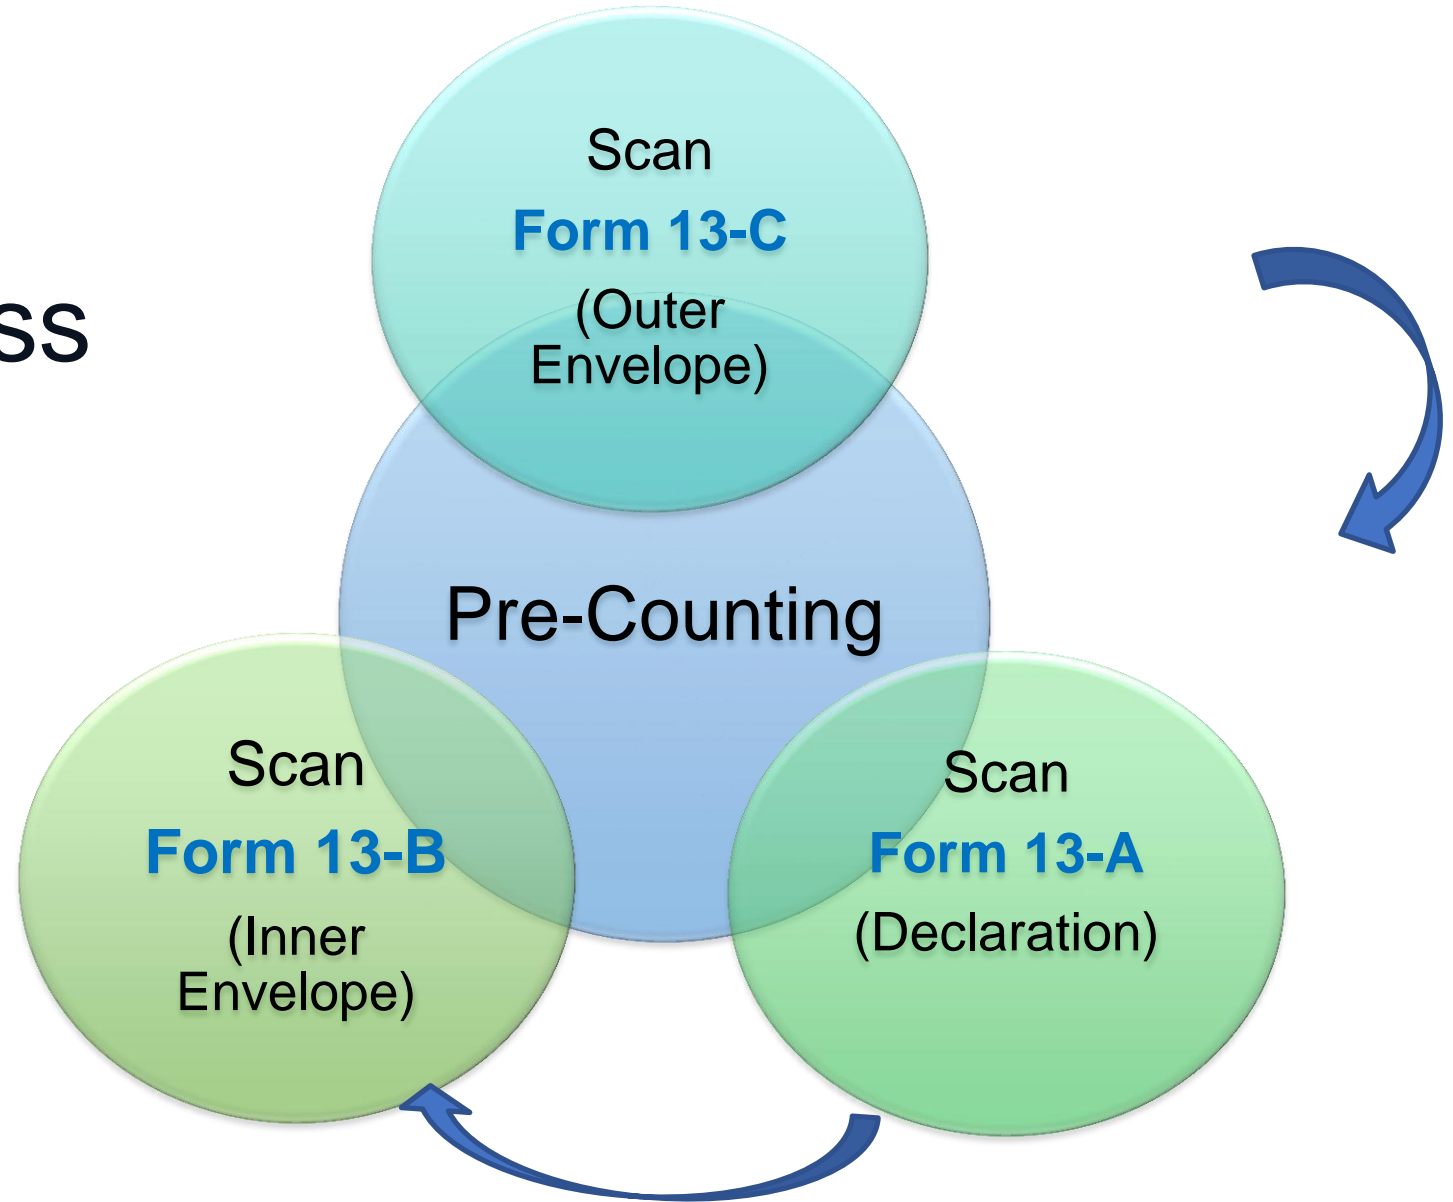 Scan
Form 13-C
(Outer
Envelope)
ss
Pre-Counting
Scan
Form 13-A
(Declaration)
Scan
Form 13-B
(Inner
Envelope)